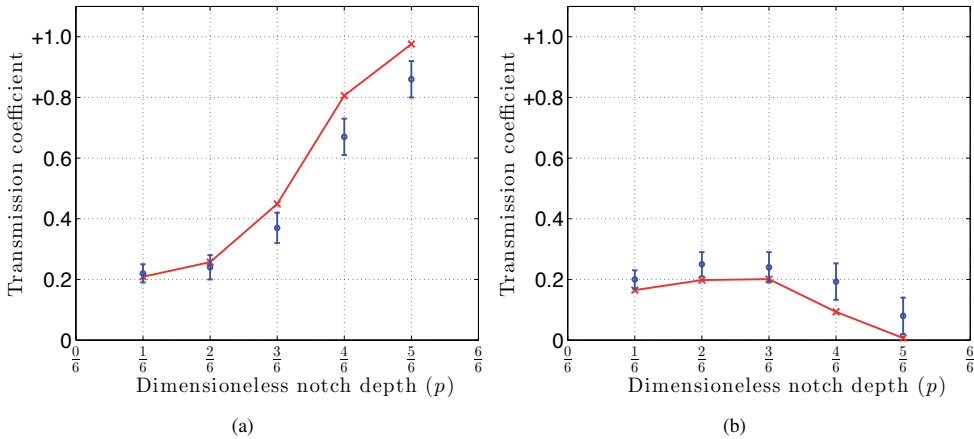 +1.0
+0.8
0.6
0.4
0.2
0
Transmission coefficient
0/6 1/6 2/6 3/6 4/6 5/6 6/6
Dimensioneless notch depth (p)
(a)
+1.0
+0.8
0.6
0.4
0.2
0
Transmission coefficient
0/6 1/6 2/6 3/6 4/6 5/6 6/6
Dimensioneless notch depth (p)
(b)